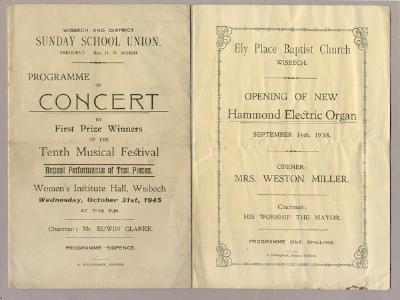 WISBECH AND DISTRICT
SUNDAY SCHOOL UNION.
PRESIDENT Rev. H. W. MARSH.
PROGRAMME
OF
CONCERT
BY
First Prize Winners
OF THE
Tenth Musical Festival
Repeat Performance of Test Pieces.
Women's Institute Hall, Wisbech
Wednesday, October 31st, 1945
AT 7-15 P.M.
Chairman: Mr. EDWIN CLARKE.
PROGRAMME-SIXPENCE.
Ely Place Baptist Church
WISBECH.
OPENING OF NEW
Hammond Electric Organ
SEPTEMBER 14th, 1938.
OPENER:
MRS. WESTON MILLER.
Chairman:
HIS WORSHIP THE MAYOR.
PROGRAMME ONE SHILLING.